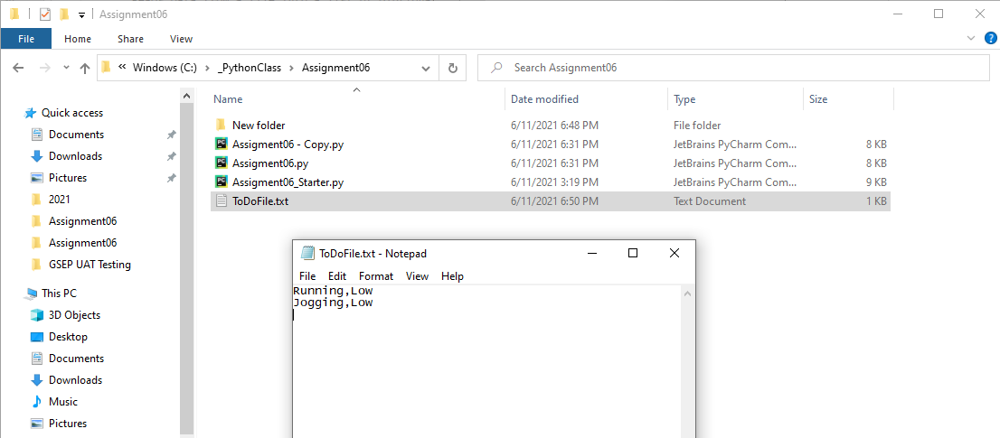 Assignment06
File Home Share View
« Windows (C:) > _PythonClass > Assignment06 Search Assignment06
Name Date modified Type Size
Quick access
Documents
Downloads
Pictures
2021
Assignment06
Assignment06
GSEP UAT Testing
This PC
3D Objects
Desktop
Documents
Downloads
Music
Pictures
New folder 6/11/2021 6:48 PM File folder
Assigment06 - Copy.py 6/11/2021 6:31 PM JetBrains PyCharm Com... 8 KB
Assigment06.py 6/11/2021 6:31 PM JetBrains PyCharm Com... 8 KB
Assigment06_Starter.py 6/11/2021 3:19 PM JetBrains PyCharm Com... 9 KB
ToDoFile.txt 6/11/2021 6:50 PM Text Document 1 KB
ToDoFile.txt - Notepad
File Edit Format View Help
Running,Low
Jogging,Low